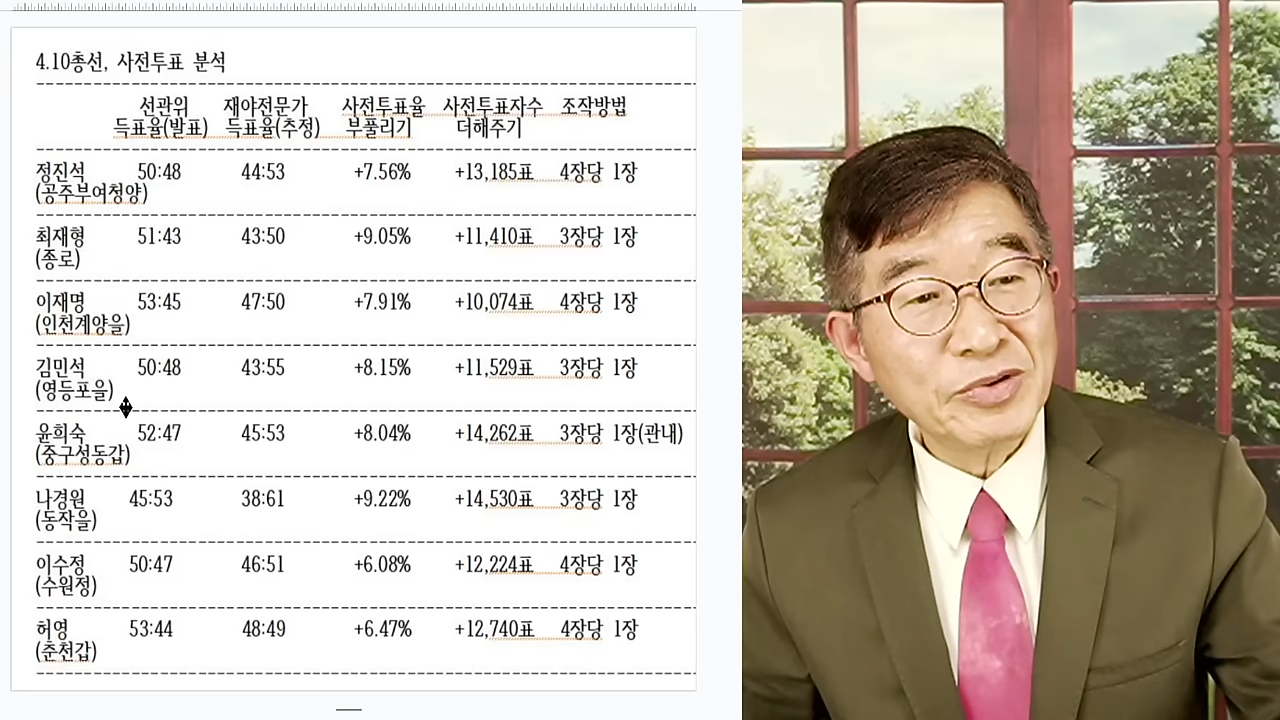 4.10총선, 사전투표 분석
선관위 재야전문가 사전투표율 사전투표자수 조작방법
득표율(발표) 득표율(추정) 부풀리기 더해주기
정진석 50:48 44:53 +7.56% +13,185표 4장당 1장
(공주부여청양)
최재형 51:43 43:50 +9.05% +11,410표 3장당 1장
(종로)
이재명 53:45 47:50 +7.91% +10,074표 4장당 1장
(인천계양을)
김민석 50:48 43:55 +8.15% +11,529표 3장당 1장
(영등포을)
윤희숙 52:47 45:53 +8.04% +14,262표 3장당 1장(관내)
(중구성동갑)
나경원 45:53 38:61 +9.22% +14,530표 3장당 1장
(동작을)
이수정 50:47 46:51 +6.08% +12,224표 4장당 1장
(수원정)
허영 53:44 48:49 +6.47% +12,740표 4장당 1장
(춘천갑)